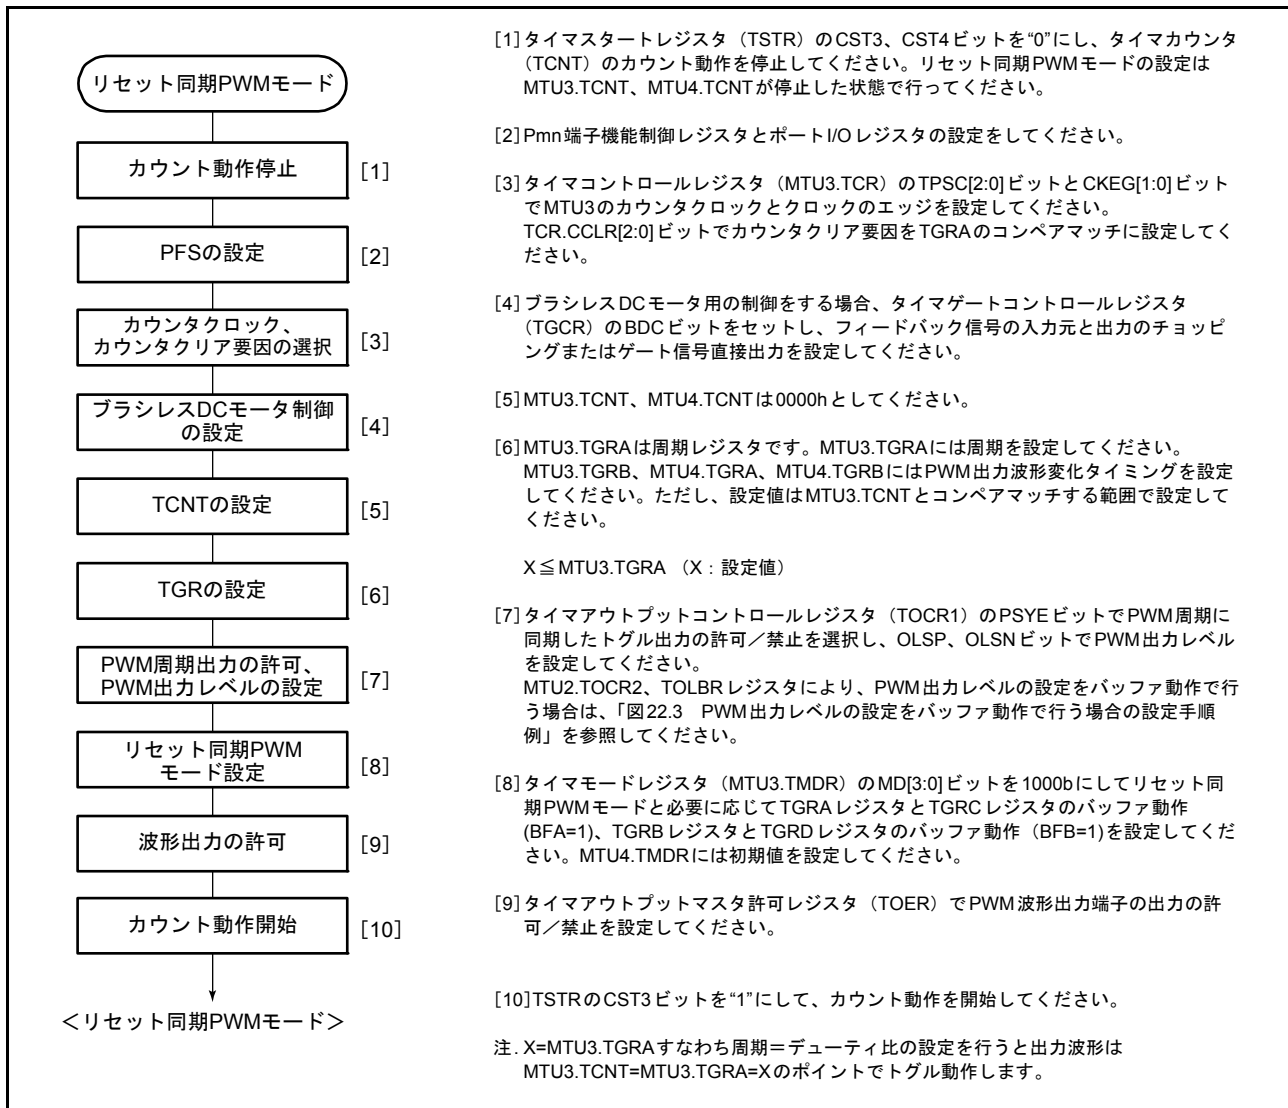 リセット同期PWMモード
カウント動作停止 [1]
PFSの設定 [2]
カウンタクロック、
カウンタクリア要因の選択 [3]
ブラシレスDCモータ制御
の設定 [4]
TCNTの設定 [5]
TGRの設定 [6]
PWM周期出力の許可、
PWM出力レベルの設定 [7]
リセット同期PWM
モード設定 [8]
波形出力の許可 [9]
カウント動作開始 [10]
<リセット同期PWMモード>
[1]タイマスタートレジスタ（TSTR）のCST3、CST4ビットを“0”にし、タイマカウンタ
（TCNT）のカウント動作を停止してください。リセット同期PWMモードの設定は
MTU3.TCNT、MTU4.TCNTが停止した状態で行ってください。
[2]Pmn端子機能制御レジスタとポートI/Oレジスタの設定をしてください。
[3]タイマコントロールレジスタ（MTU3.TCR）のTPSC[2:0]ビットとCKEG[1:0]ビット
でMTU3のカウンタクロックとクロックのエッジを設定してください。
TCR.CCLR[2:0]ビットでカウンタクリア要因をTGRAのコンペアマッチに設定してく
ださい。
[4]ブラシレスDCモータ用の制御をする場合、タイマゲートコントロールレジスタ
（TGCR）のBDCビットをセットし、フィードバック信号の入力元と出力のチョッピ
ングまたはゲート信号直接出力を設定してください。
[5]MTU3.TCNT、MTU4.TCNTは0000hとしてください。
[6]MTU3.TGRAは周期レジスタです。MTU3.TGRAには周期を設定してください。
MTU3.TGRB、MTU4.TGRA、MTU4.TGRBにはPWM出力波形変化タイミングを設定
してください。ただし、設定値はMTU3.TCNTとコンペアマッチする範囲で設定して
ください。
X≦MTU3.TGRA （X：設定値）
[7]タイマアウトプットコントロールレジスタ（TOCR1）のPSYEビットでPWM周期に
同期したトグル出力の許可／禁止を選択し、OLSP、OLSNビットでPWM出力レベル
を設定してください。
MTU2.TOCR2、TOLBRレジスタにより、PWM出力レベルの設定をバッファ動作で行
う場合は、「図22.3 PWM出力レベルの設定をバッファ動作で行う場合の設定手順
例」を参照してください。
[8]タイマモードレジスタ（MTU3.TMDR）のMD[3:0]ビットを1000bにしてリセット同
期PWMモードと必要に応じてTGRAレジスタとTGRCレジスタのバッファ動作
(BFA=1)、TGRBレジスタとTGRDレジスタのバッファ動作（BFB=1)を設定してくだ
さい。MTU4.TMDRには初期値を設定してください。
[9]タイマアウトプットマスタ許可レジスタ（TOER）でPWM波形出力端子の出力の許
可／禁止を設定してください。
[10]TSTRのCST3ビットを“1”にして、カウント動作を開始してください。
注. X=MTU3.TGRAすなわち周期＝デューティ比の設定を行うと出力波形は
MTU3.TCNT=MTU3.TGRA=Xのポイントでトグル動作します。